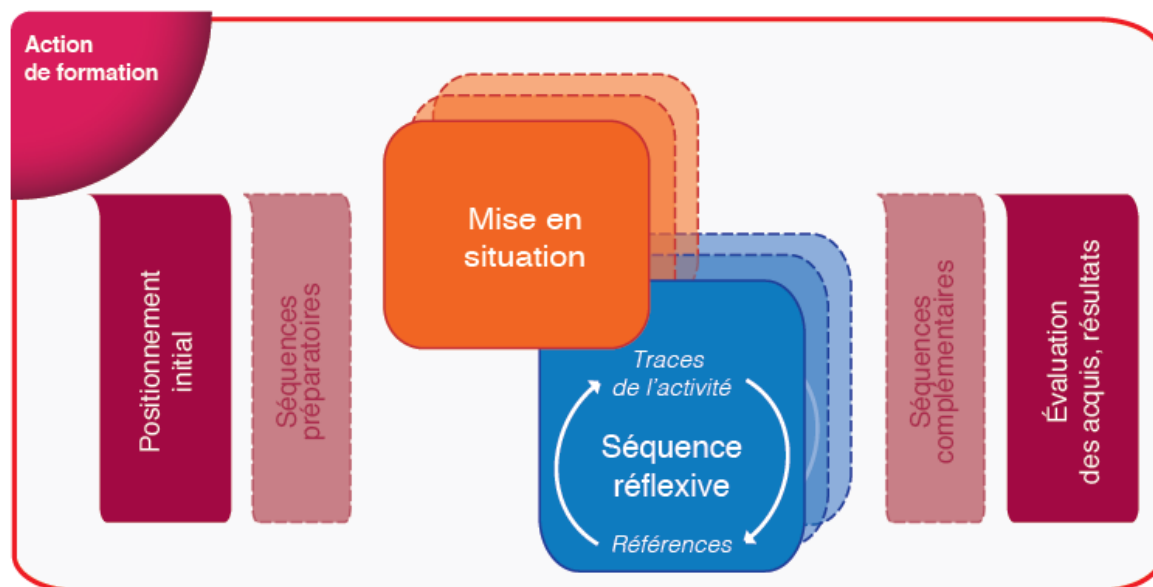 Action
de formation
Positionnement
initial
Séquences
préparatoires
Mise en
situation
Traces
de l'activité
Séquence
réflexive
Références
Séquences
complémentaires
Évaluation
des acquis, résultats